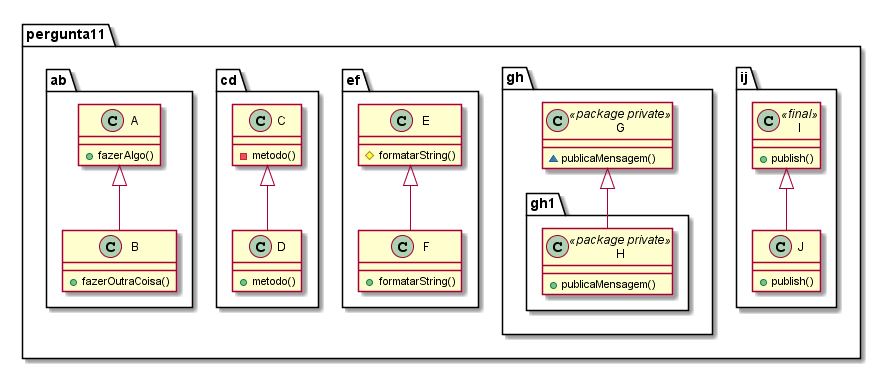 pergunta11
ab
C A
fazerAlgo()
C B
fazerOutraCoisa()
cd
C C
metodo()
C D
metodo()
ef
C E
formatarString()
C F
formatarString()
gh
C «package private»
G
publicaMensagem()
gh1
C «package private»
H
publicaMensagem()
ij
C «final»
I
publish()
C J
publish()